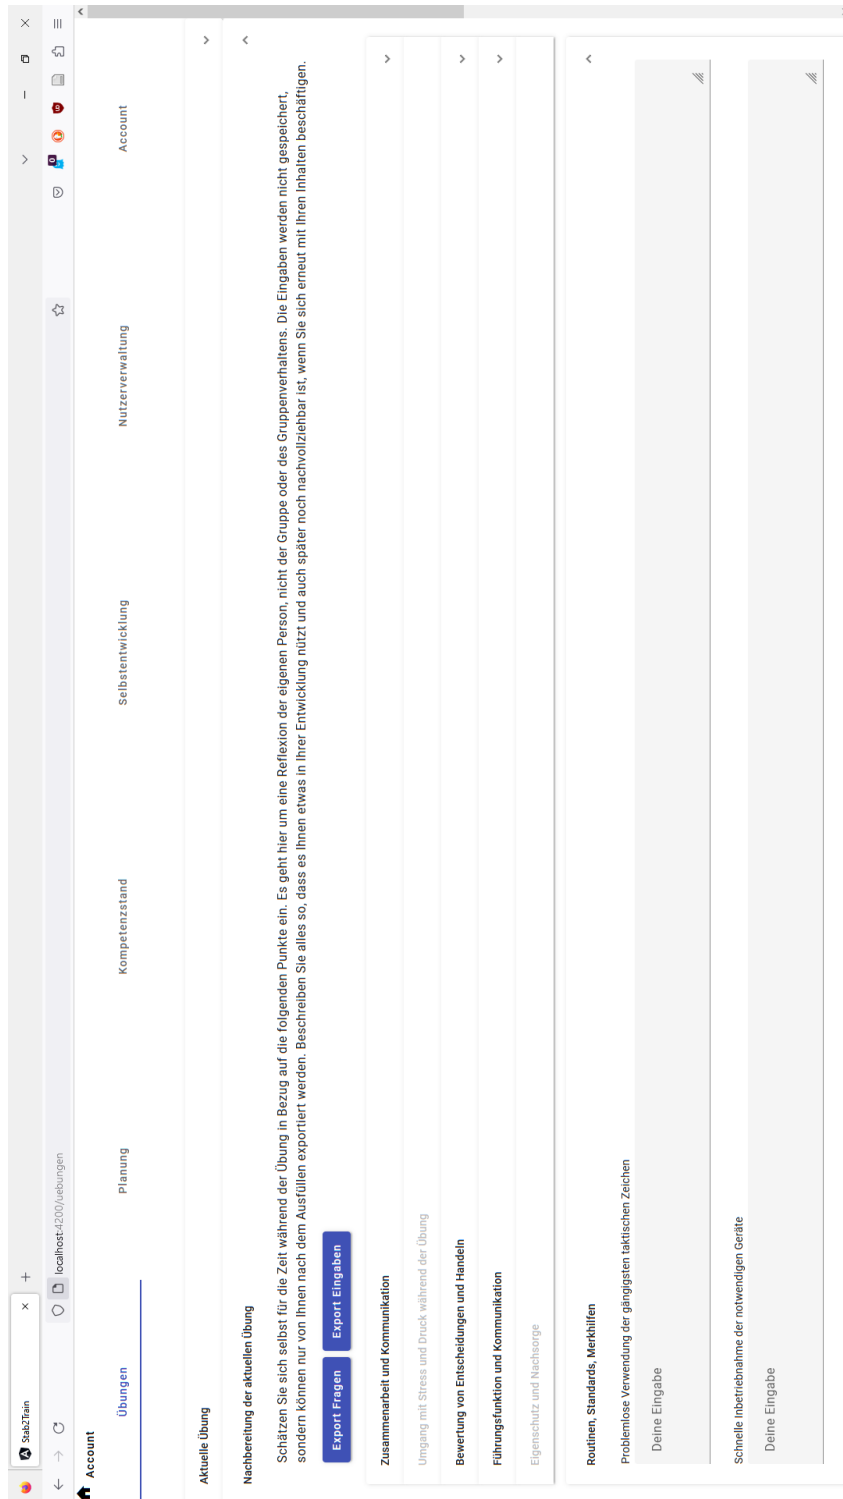 Stab2Train
localhost:4200/uebungen
0
Account
Übungen
Planung
Kompetenzstand
Selbstentwicklung
Nutzerverwaltung
Account
Aktuelle Übung
Nachbereitung der aktuellen Übung
Schätzen Sie sich selbst für die Zeit während der Übung in Bezug auf die folgenden Punkte ein. Es geht hier um eine Reflexion der eigenen Person, nicht der Gruppe oder des Gruppenverhaltens. Die Eingaben werden nicht gespeichert,
sondern können nur von Ihnen nach dem Ausfüllen exportiert werden. Beschreiben Sie alles so, dass es Ihnen etwas in Ihrer Entwicklung nützt und auch später noch nachvollziehbar ist, wenn Sie sich erneut mit Ihren Inhalten beschäftigen.
Export Fragen
Export Eingaben
Zusammenarbeit und Kommunikation
Umgang mit Stress und Druck während der Übung
Bewertung von Entscheidungen und Handeln
Führungsfunktion und Kommunikation
Eigenschutz und Nachsorge
Routinen, Standards, Merkhilfen
Problemlose Verwendung der gängigsten taktischen Zeichen
Deine Eingabe
Schnelle Inbetriebnahme der notwendigen Geräte
Deine Eingabe